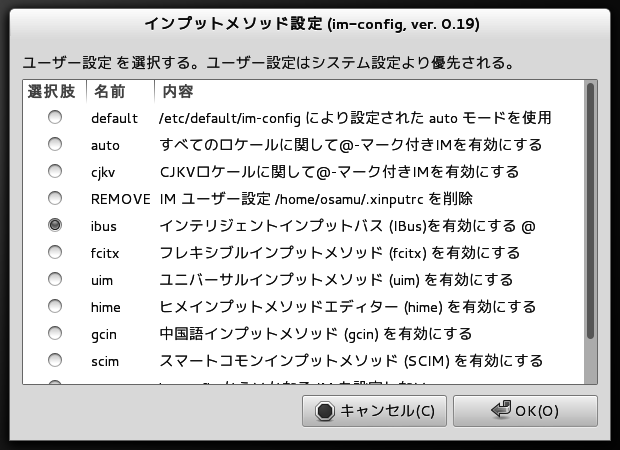 インプットメソッド設定 (im-config, ver. 0.19)
ユーザー設定 を選択する。ユーザー設定はシステム設定より優先される。
選択肢 名前 内容
default /etc/default/im-config により設定された auto モードを使用
auto すべてのロケールに関して@-マーク付きIMを有効にする
cjkv CJKVロケールに関して@-マーク付きIMを有効にする
REMOVE IM ユーザー設定 /home/osamu/.xinputrc を削除
ibus インテリジェントインプットバス (IBus)を有効にする @
fcitx フレキシブルインプットメソッド (fcitx) を有効にする
uim ユニバーサルインプットメソッド (uim) を有効にする
hime ヒメインプットメソッドエディター (hime) を有効にする
gcin 中国語インプットメソッド (gcin) を有効にする
scim スマートコモンインプットメソッド (SCIM) を有効にする
キャンセル(C) OK(O)